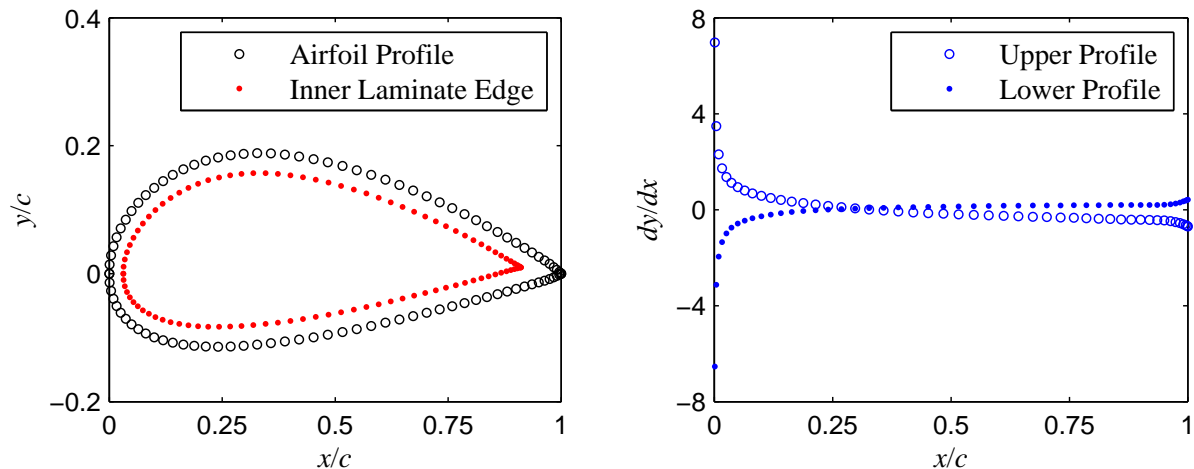 0.4
0.2
0
−0.2
y/c
0
0.25
0.5
0.75
1
x/c
Airfoil Profile
Inner Laminate Edge
8
4
0
−4
−8
dy/dx
0
0.25
0.5
0.75
1
x/c
Upper Profile
Lower Profile